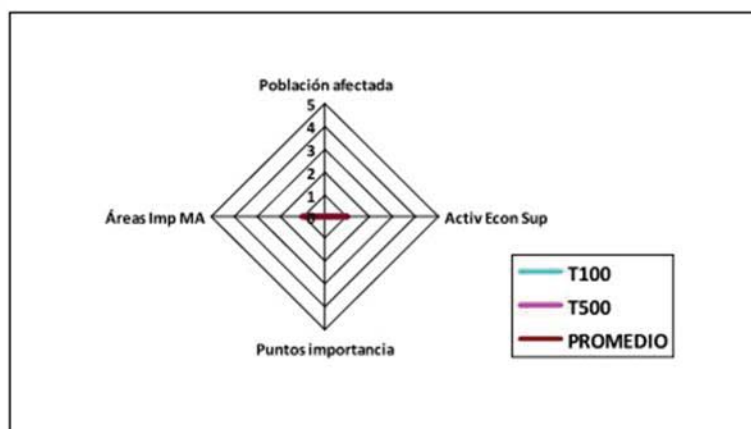 Población afectada
5
4
3
2
1
0
Áreas Imp MA
Activ Econ Sup
Puntos importancia
T100
T500
PROMEDIO